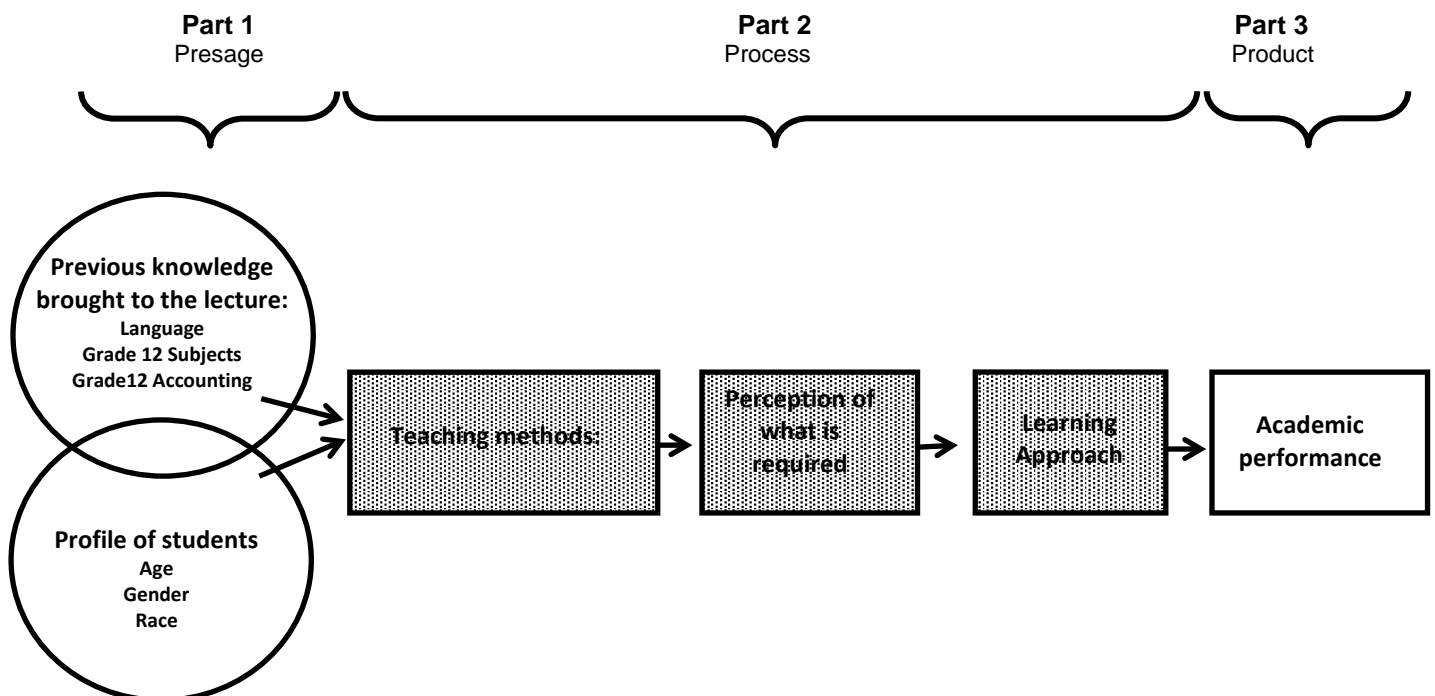 Part 1
Presage
Part 2
Process
Part 3
Product
Previous knowledge
brought to the lecture:
Language
Grade 12 Subjects
Grade12 Accounting
Profile of students
Age
Gender
Race
Teaching methods:
Perception of
what is
required
Learning
Approach
Academic
performance